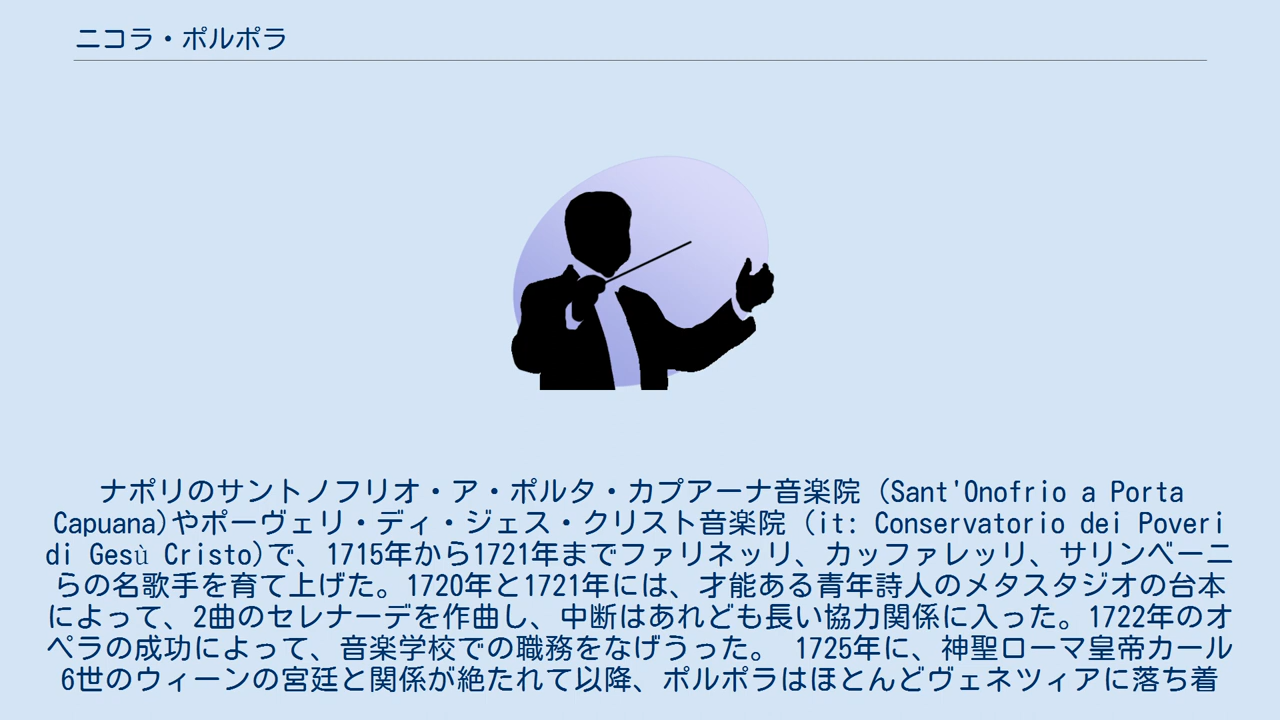 ニコラ・ポルポラ
ナポリのサントノフリオ・ア・ポルタ・カプアーナ音楽院 (Sant'Onofrio a Porta
Capuana)やポーヴェリ・ディ・ジェス・クリスト音楽院 (it: Conservatorio dei Poveri
di Gesù Cristo)で、1715年から1721年までファリネッリ、カッファレッリ、サリンベーニ
らの名歌手を育て上げた。1720年と1721年には、才能ある青年詩人のメタスタジオの台本
によって、2曲のセレナーデを作曲し、中断はあれども長い協力関係に入った。1722年のオ
ペラの成功によって、音楽学校での職務をなげうった。 1725年に、神聖ローマ皇帝カール
6世のウィーンの宮廷と関係が絶たれて以降、ポルポラはほとんどヴェネツィアに落ち着